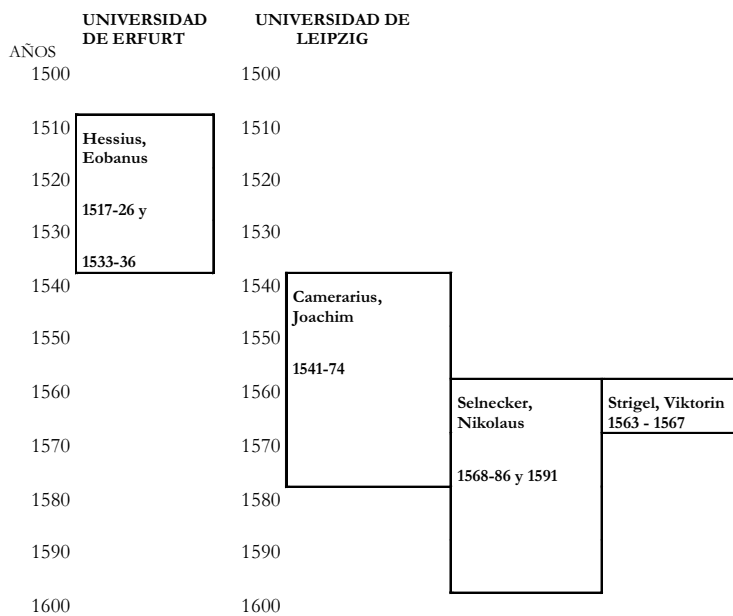 UNIVERSIDAD
DE ERFURT
UNIVERSIDAD DE
LEIPZIG
AÑOS
1500 1500
1510 1510
Hessius,
Eobanus
1520 1520
1517-26 y
1530 1530
1533-36
1540 1540
Camerarius,
Joachim
1550 1550
1541-74
1560 1560
Selnecker,
Nikolaus
Strigel, Viktorin
1563 - 1567
1570 1570
1568-86 y 1591
1580 1580
1590 1590
1600 1600